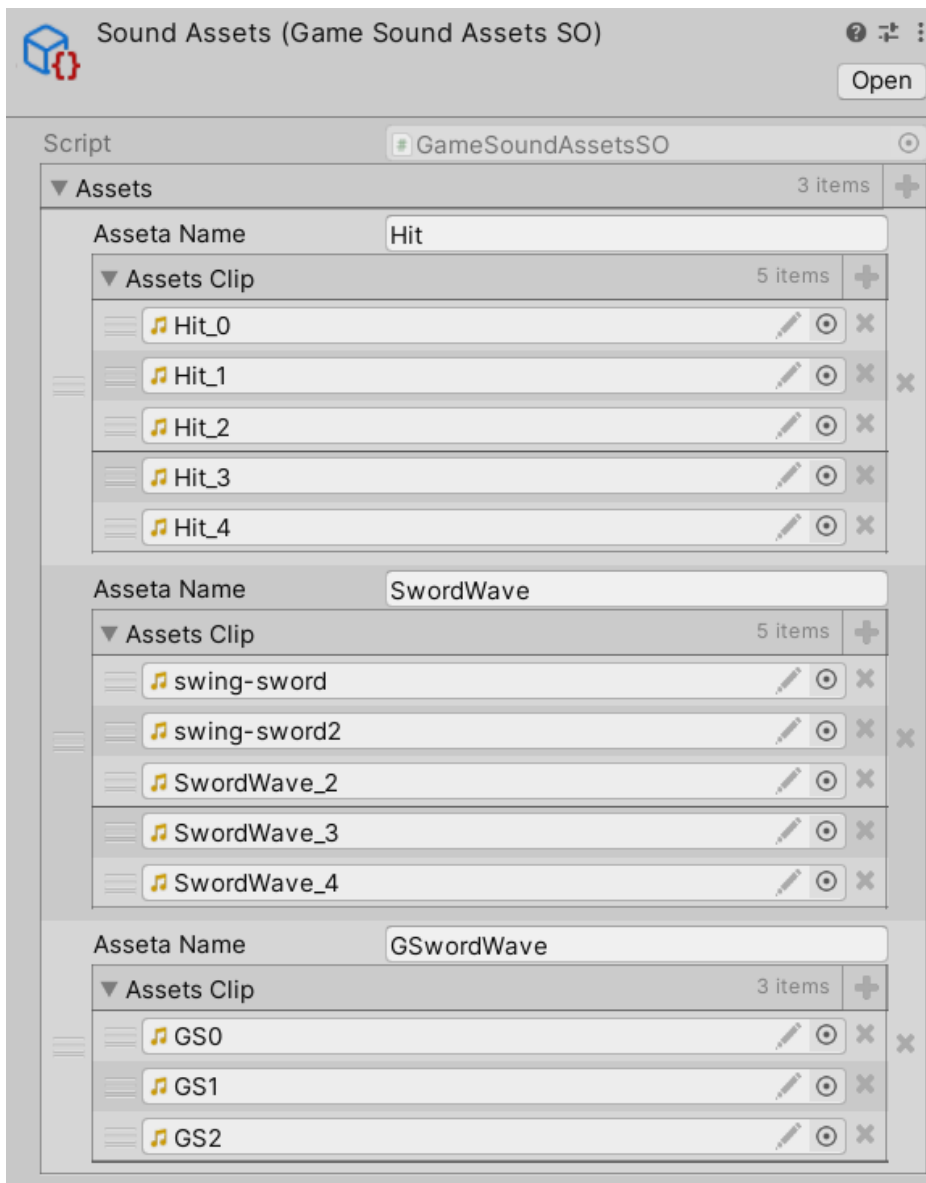 Sound Assets (Game Sound Assets SO)
Open
Script GameSoundAssetsSO
Assets 3 items
Asseta Name Hit
Assets Clip 5 items
Hit_0
Hit_1
Hit_2
Hit_3
Hit_4
Asseta Name SwordWave
Assets Clip 5 items
swing-sword
swing-sword2
SwordWave_2
SwordWave_3
SwordWave_4
Asseta Name GSwordWave
Assets Clip 3 items
GS0
GS1
GS2